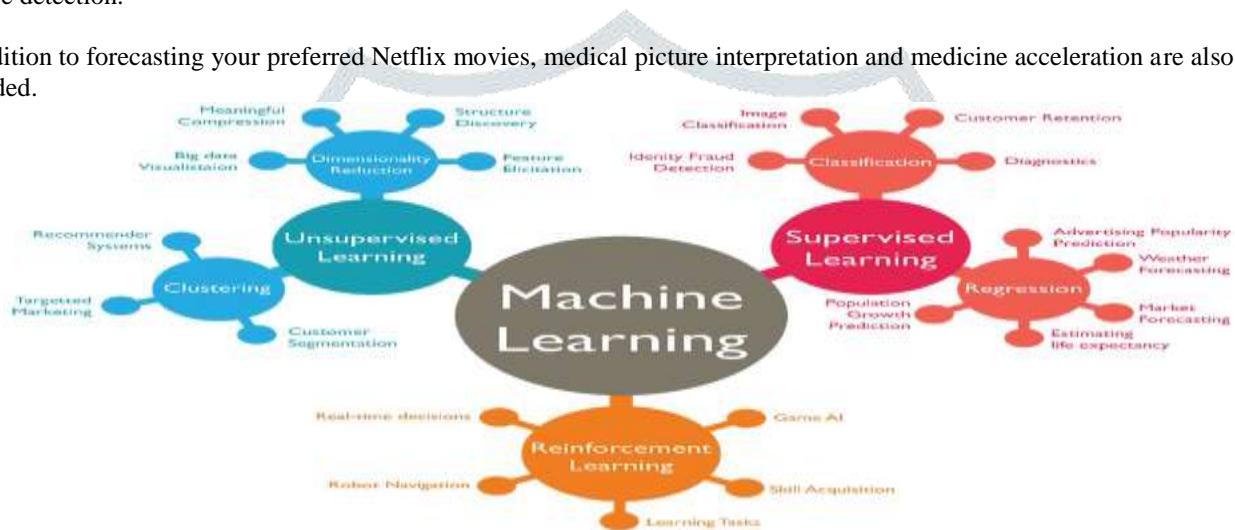 e detection.
dition to forecasting your preferred Netflix movies, medical picture interpretation and medicine acceleration are also
ded.
Meaningful
Compression
Structure
Discovery
Big data
Visualistaion
Dimensionality
Reduction
Feature
Elicitation
Recommender
Systems
Unsupervised
Learning
Targetted
Marketing
Clustering
Customer
Segmentation
Machine
Learning
Image
Classification
Customer Retention
Idenity Fraud
Detection
Classification
Diagnostics
Supervised
Learning
Advertising Popularity
Prediction
Weather
Forecasting
Regression
Population
Growth
Prediction
Market
Forecasting
Estimating
life expectancy
Real-time decisions
Game AI
Reinforcement
Learning
Robot Navigation
Skill Acquisition
Learning Tasks